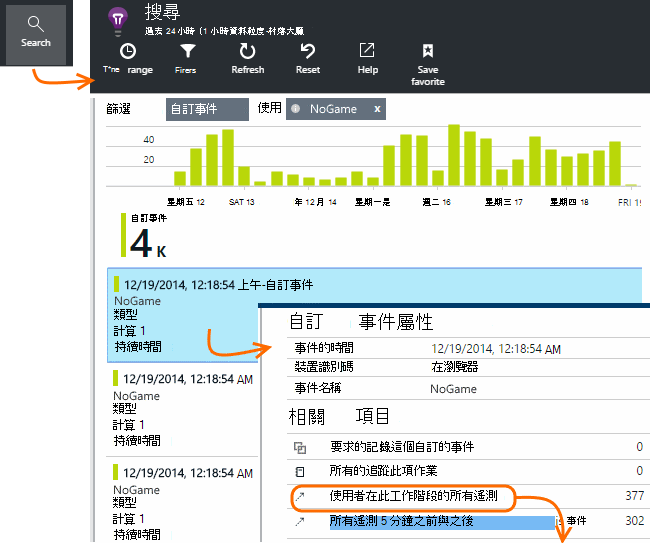 Search
搜尋
過去 24 小時 (1 小時資料粒度-村落大廳
T*ne range
Firers
Refresh
Reset
Help
Save favorite
篩選 自訂事件 使用 NoGame x
40
20
星期五 12 SAT 13 年 12月 14 星期一是 週二 16 星期三 17 星期四 18 FRI 19
自訂事件
4 K
12/19/2014, 12:18:54 上午-自訂事件
NoGame
類型
計算 1
持續時間
12/19/2014, 12:18:54 AM
NoGame
類型
計算 1
持續時間
12/19/2014, 12:18:54 AM
NoGame
類型
計算 1
持續時間
自訂 事件屬性
事件的時間 12/19/2014, 12:18:54 AM
裝置識別碼 在瀏覽器
事件名稱 NoGame
相關 項目
要求的記錄這個自訂的事件 0
所有的追蹤此項作業 0
使用者在此工作階段的所有遙測 377
所有遙測 5 分鐘之前與之後 事件 302